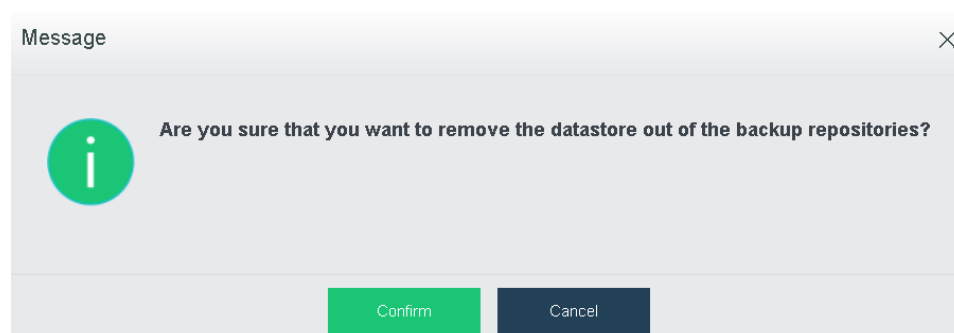 Message
Are you sure that you want to remove the datastore out of the backup repositories?
Confirm
Cancel